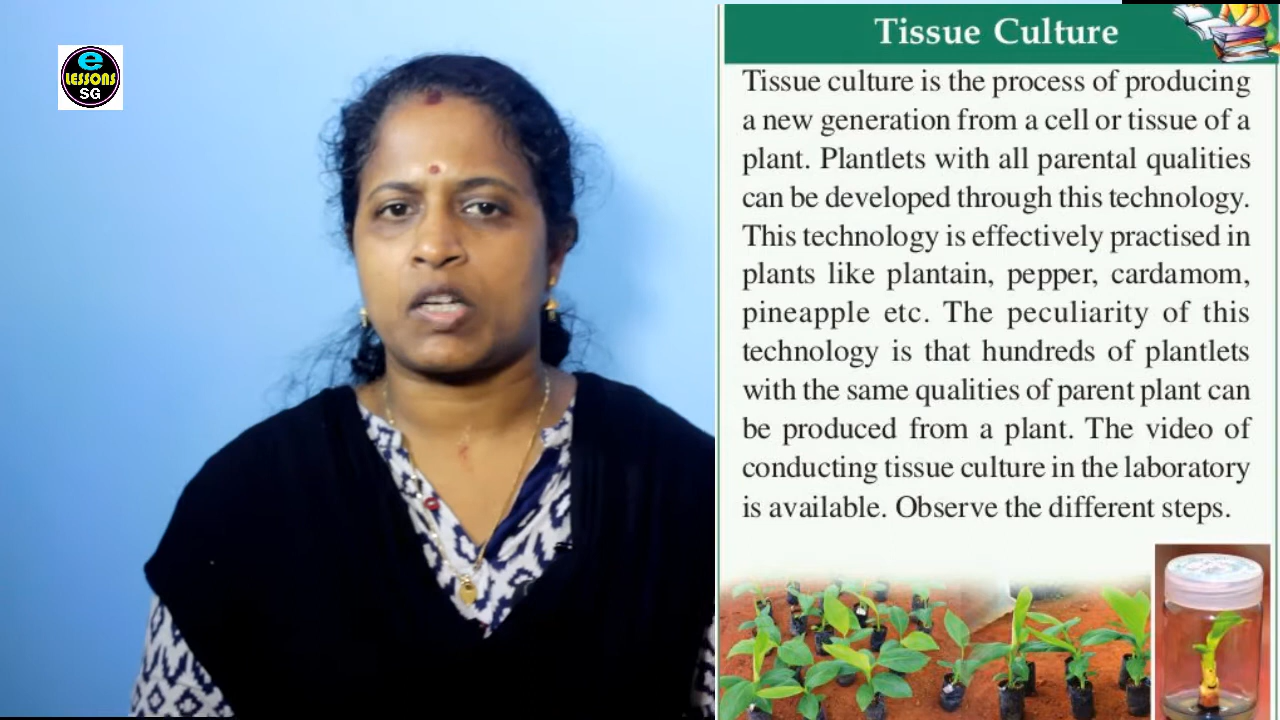 e
LESSONS
SG
Tissue Culture
Tissue culture is the process of producing
a new generation from a cell or tissue of a
plant. Plantlets with all parental qualities
can be developed through this technology.
This technology is effectively practised in
plants like plantain, pepper, cardamom,
pineapple etc. The peculiarity of this
technology is that hundreds of plantlets
with the same qualities of parent plant can
be produced from a plant. The video of
conducting tissue culture in the laboratory
is available. Observe the different steps.